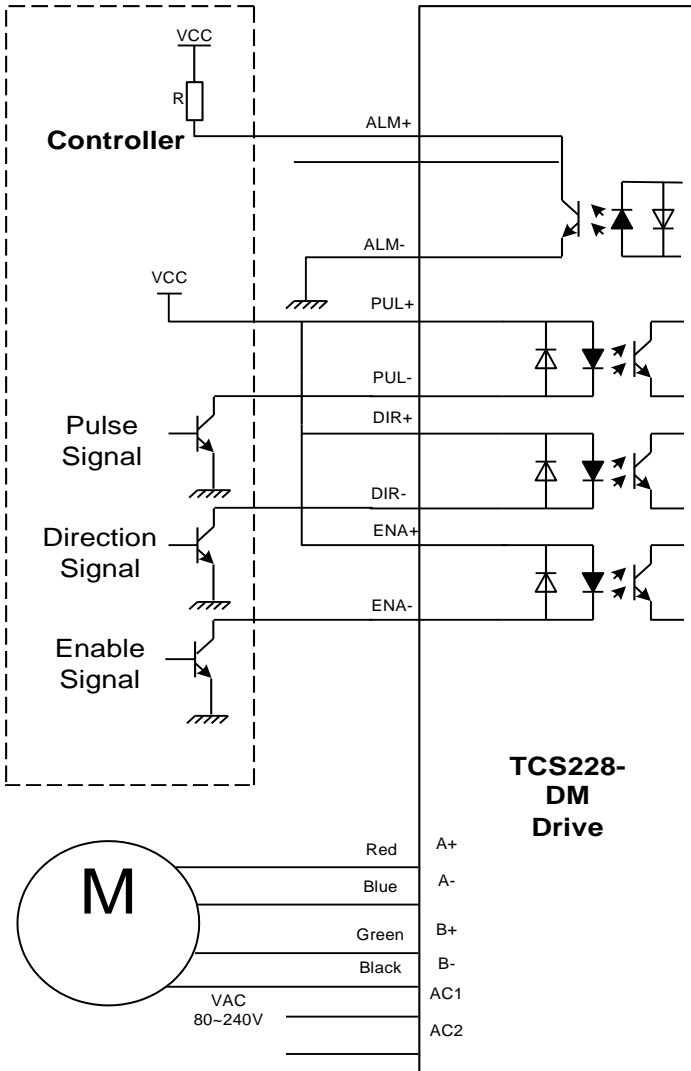 VCC
R
Controller
ALM+
ALM-
VCC
PUL+
PUL-
Pulse
Signal
DIR+
DIR-
Direction
Signal
ENA+
ENA-
Enable
Signal
TCS228-
DM
Drive
M
Red
A+
Blue
A-
Green
B+
Black
B-
VAC
80~240V
AC1
AC2